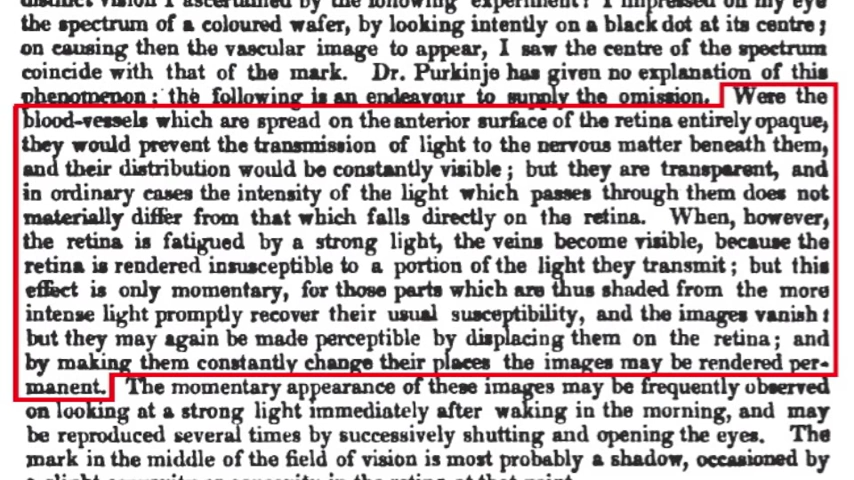 distinct vision I ascertained by the following experiment: I impressed on my eye
the spectrum of a coloured wafer, by looking intently on a black dot at its centre;
on causing then the vascular image to appear, I saw the centre of the spectrum
coincide with that of the mark. Dr. Purkinje has given no explanation of this
phenomenon: the following is an endeavour to supply the omission. Were the
blood-vessels which are spread on the anterior surface of the retina entirely opaque,
they would prevent the transmission of light to the nervous matter beneath them,
and their distribution would be constantly visible; but they are transparent, and
in ordinary cases the intensity of the light which passes through them does not
materially differ from that which falls directly on the retina. When, however,
the retina is fatigued by a strong light, the veins become visible, because the
retina is rendered insusceptible to a portion of the light they transmit; but this
effect is only momentary, for those parts which are thus shaded from the more
intense light promptly recover their usual susceptibility, and the images vanish:
but they may again be made perceptible by displacing them on the retina; and
by making them constantly change their places the images may be rendered per-
manent. The momentary appearance of these images may be frequently observed
on looking at a strong light immediately after waking in the morning, and may
be reproduced several times by successively shutting and opening the eyes. The
mark in the middle of the field of vision is most probably a shadow, occasioned by
a slight convexity or concavity in the retina at that point.